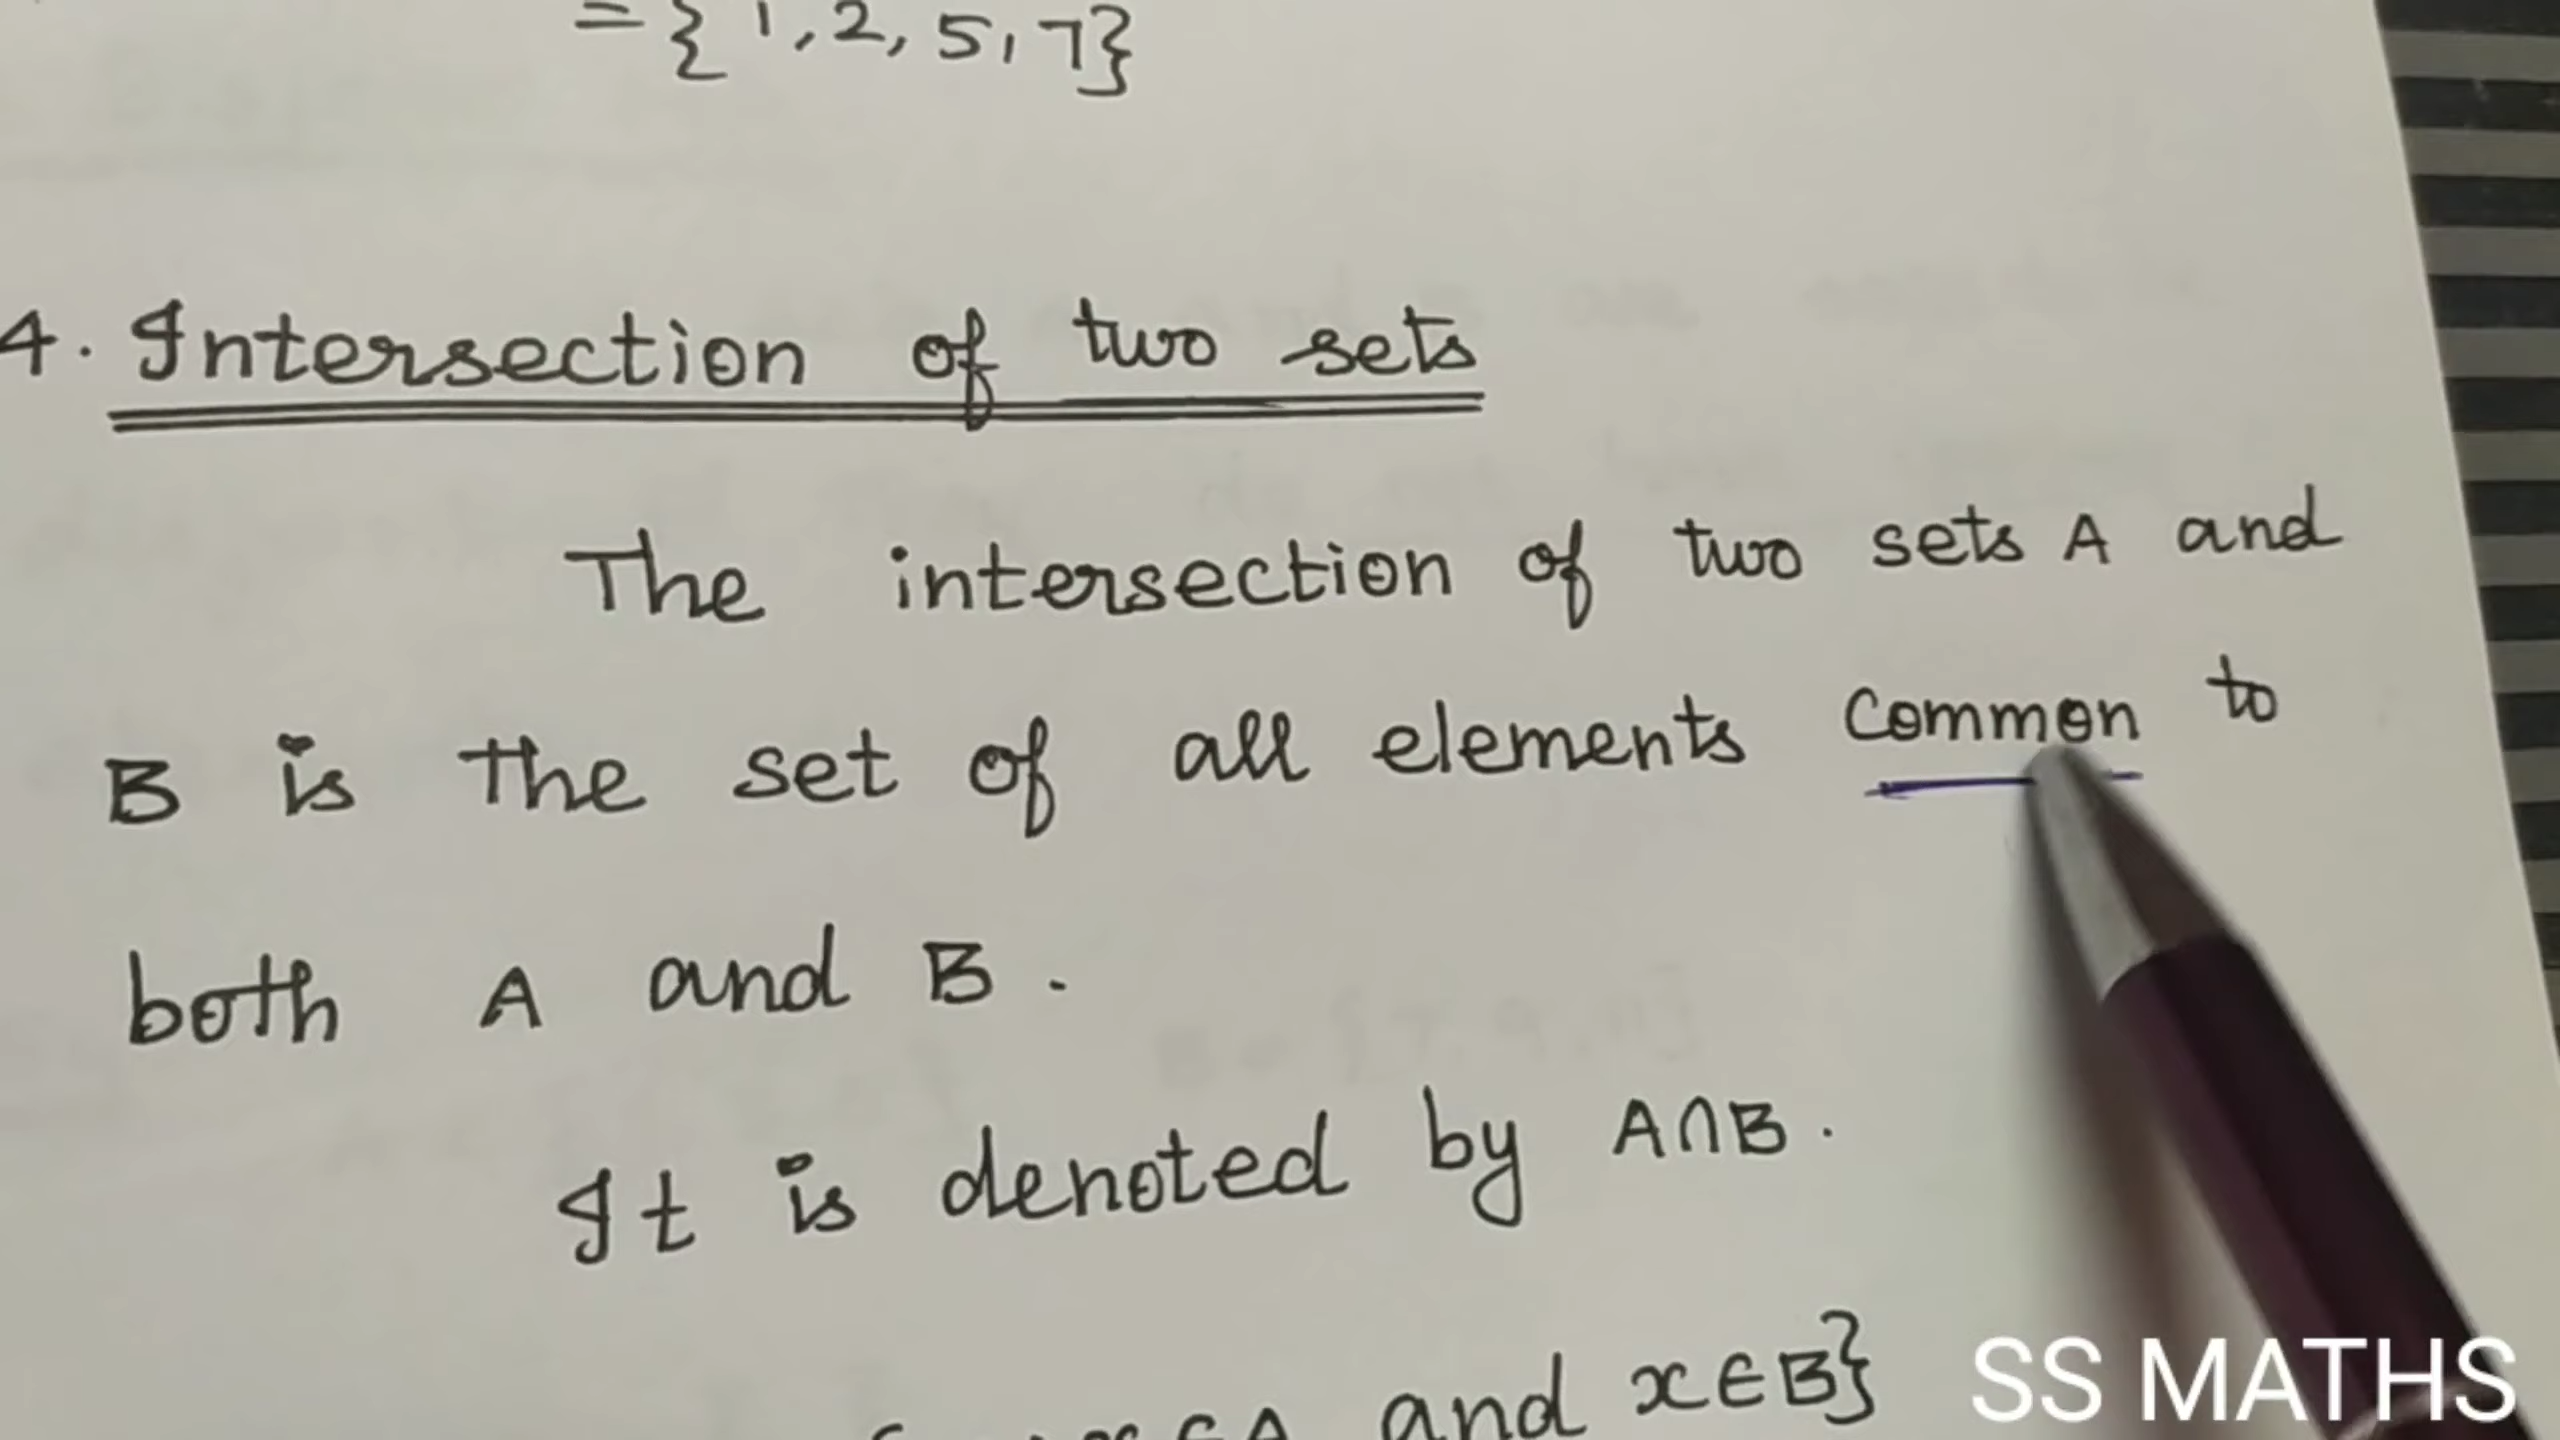 = { 1, 2, 5, 7}
4. Intersection of two sets
The intersection of two sets A and
B is the set of all elements common to
both A and B.
It is denoted by A∩B.
x∈A and x∈B}
SS MATHS